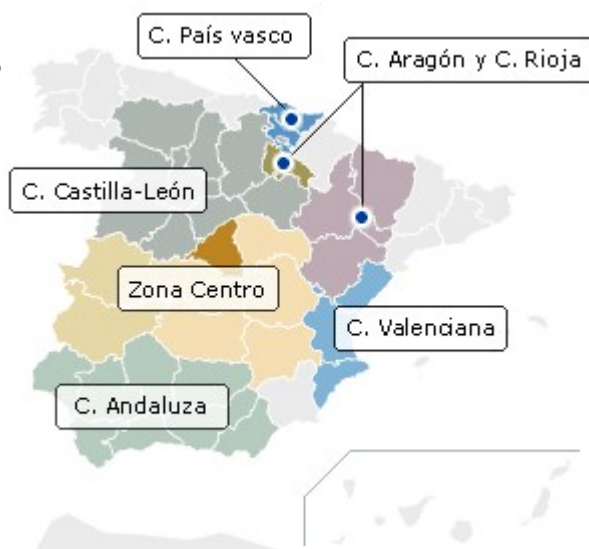 C. País vasco
C. Aragón y C. Rioja
C. Castilla-León
Zona Centro
C. Valenciana
C. Andaluza